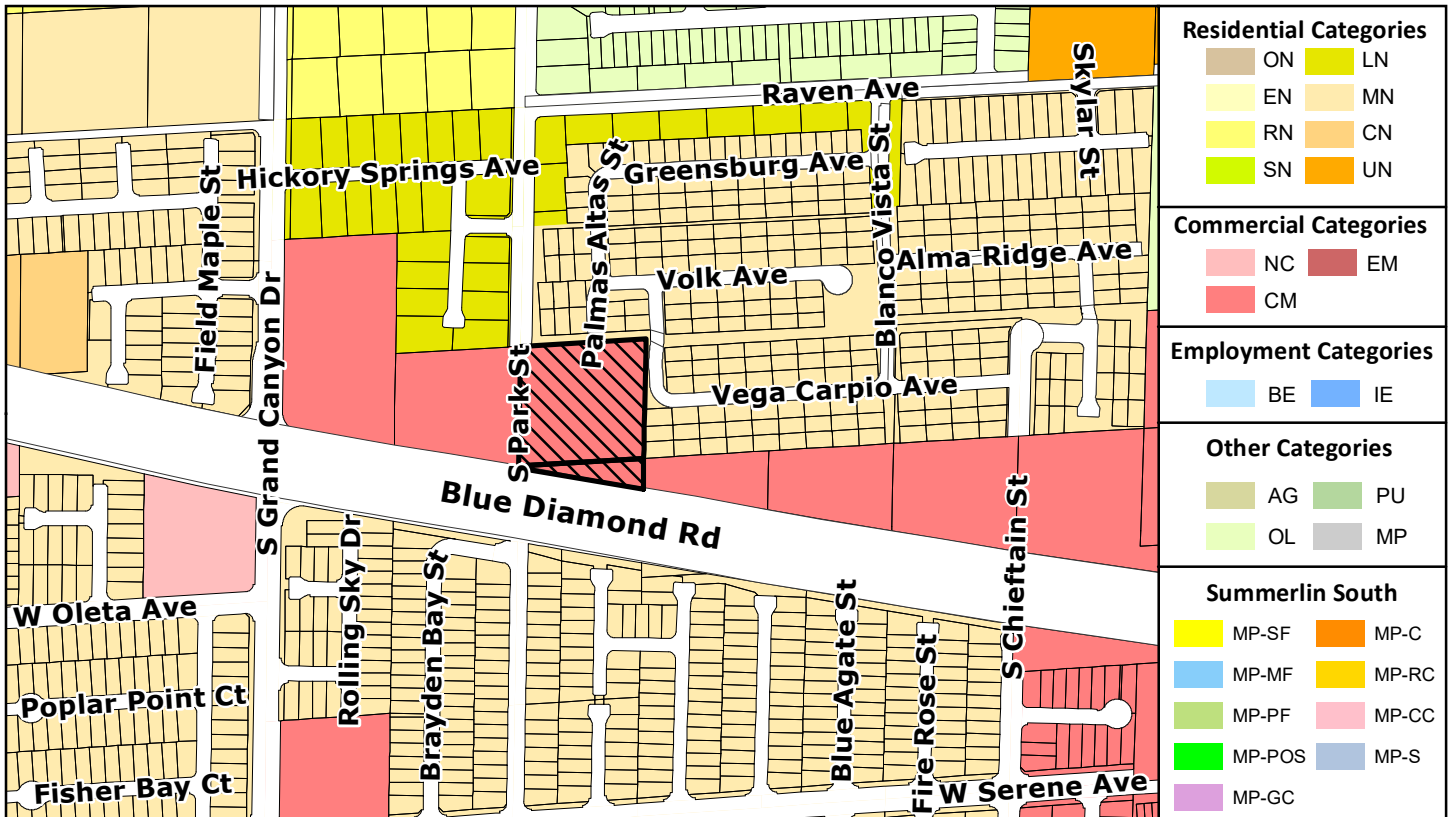 Raven Ave
Skylar St
Hickory Springs Ave
Greensburg Ave
Palmas Altas St
Blanco Vista St
Field Maple St
Volk Ave
Alma Ridge Ave
S Grand Canyon Dr
S Park St
Vega Carpio Ave
Blue Diamond Rd
S Chieftain St
Rolling Sky Dr
Brayden Bay St
Blue Agate St
Fire Rose St
W Oleta Ave
Poplar Point Ct
Fisher Bay Ct
W Serene Ave
Residential Categories
ON LN
EN MN
RN CN
SN UN
Commercial Categories
NC EM
CM
Employment Categories
BE IE
Other Categories
AG PU
OL MP
Summerlin South
MP-SF MP-C
MP-MF MP-RC
MP-PF MP-CC
MP-POS MP-S
MP-GC